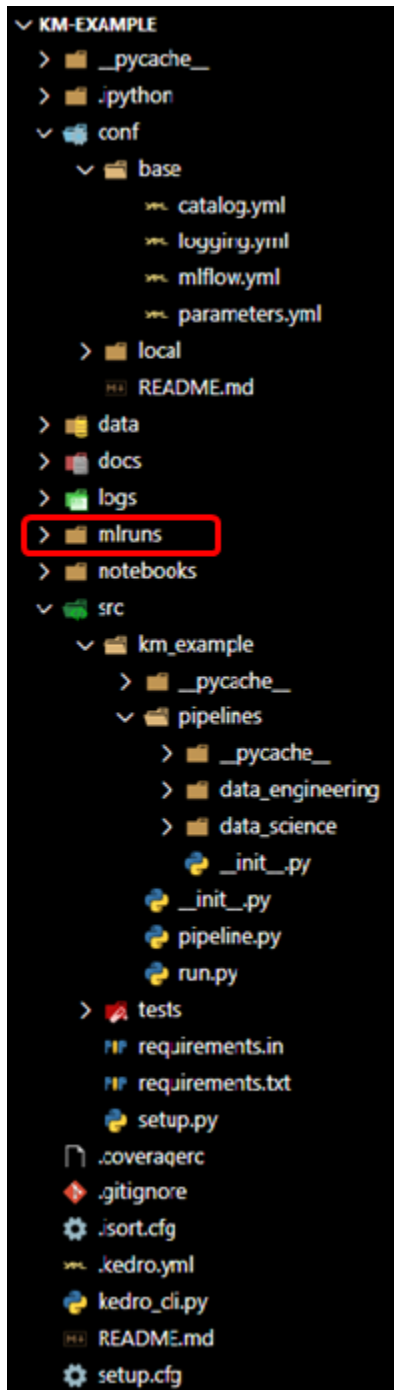 KM-EXAMPLE
__pycache__
.ipython
conf
base
catalog.yml
logging.yml
mlflow.yml
parameters.yml
local
README.md
data
docs
logs
mlruns
notebooks
src
km_example
__pycache__
pipelines
__pycache__
data_engineering
data_science
__init__.py
__init__.py
pipeline.py
run.py
tests
requirements.in
requirements.txt
setup.py
.coveragerc
.gitignore
.isort.cfg
.kedro.yml
kedro_cli.py
README.md
setup.cfg